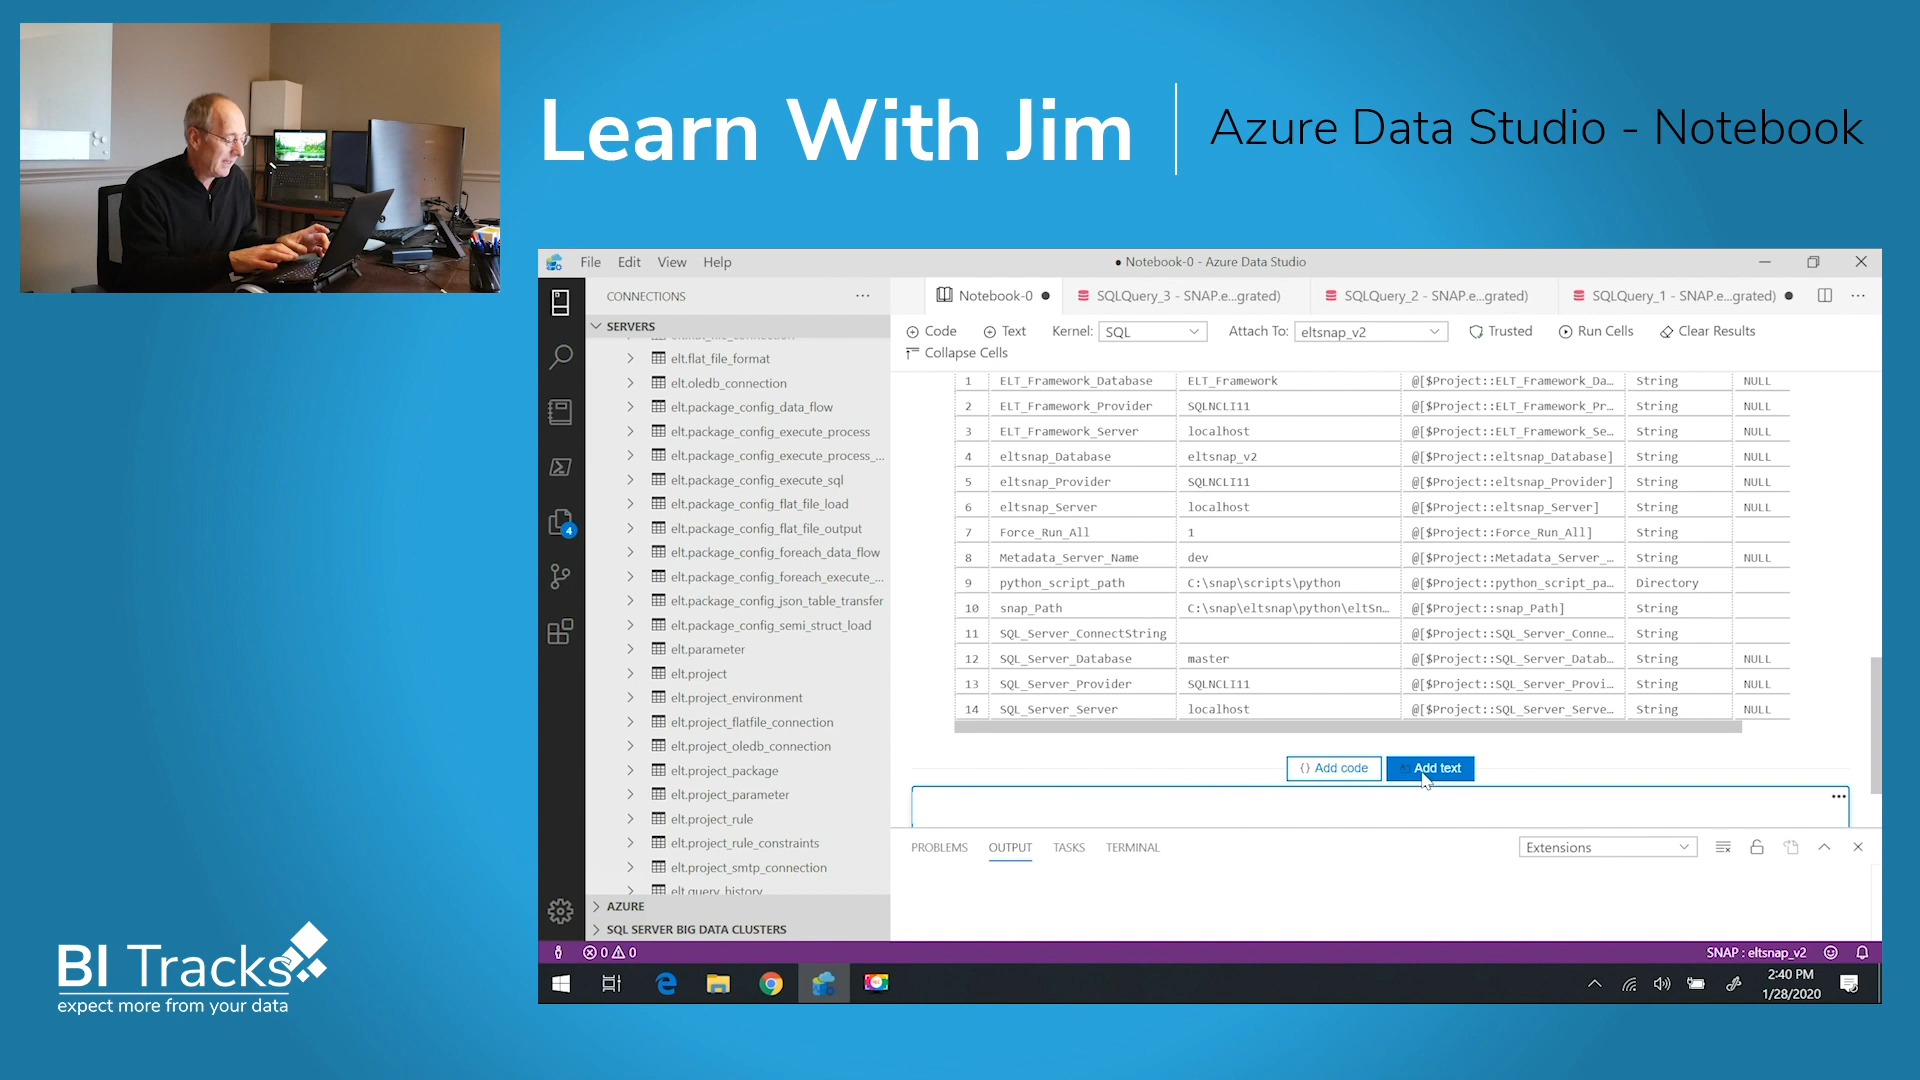 Learn With Jim
Azure Data Studio - Notebook
File Edit View Help
● Notebook-0 - Azure Data Studio
CONNECTIONS
SERVERS
elt.flat_file_format
elt.oledb_connection
elt.package_config_data_flow
elt.package_config_execute_process
elt.package_config_execute_process_...
elt.package_config_execute_sql
elt.package_config_flat_file_load
elt.package_config_flat_file_output
elt.package_config_foreach_data_flow
elt.package_config_foreach_execute_...
elt.package_config_json_table_transfer
elt.package_config_semi_struct_load
elt.parameter
elt.project
elt.project_environment
elt.project_flatfile_connection
elt.project_oledb_connection
elt.project_package
elt.project_parameter
elt.project_rule
elt.project_rule_constraints
elt.project_smtp_connection
elt.query_history
AZURE
SQL SERVER BIG DATA CLUSTERS
4
Notebook-0 ● SQLQuery_3 - SNAP.e...grated) SQLQuery_2 - SNAP.e...grated) SQLQuery_1 - SNAP.e...grated) ●
Code Text Kernel: SQL Attach To: eltsnap_v2 Trusted Run Cells Clear Results
Collapse Cells
1 ELT_Framework_Database ELT_Framework @[$Project::ELT_Framework_Da... String NULL
2 ELT_Framework_Provider SQLNCLI11 @[$Project::ELT_Framework_Pr... String NULL
3 ELT_Framework_Server localhost @[$Project::ELT_Framework_Se... String NULL
4 eltsnap_Database eltsnap_v2 @[$Project::eltsnap_Database] String NULL
5 eltsnap_Provider SQLNCLI11 @[$Project::eltsnap_Provider] String NULL
6 eltsnap_Server localhost @[$Project::eltsnap_Server] String NULL
7 Force_Run_All 1 @[$Project::Force_Run_All] String
8 Metadata_Server_Name dev @[$Project::Metadata_Server_... String NULL
9 python_script_path C:\snap\scripts\python @[$Project::python_script_pa... Directory
10 snap_Path C:\snap\eltsnap\python\eltSn... @[$Project::snap_Path] String
11 SQL_Server_ConnectString @[$Project::SQL_Server_Conne... String
12 SQL_Server_Database master @[$Project::SQL_Server_Datab... String NULL
13 SQL_Server_Provider SQLNCLI11 @[$Project::SQL_Server_Provi... String NULL
14 SQL_Server_Server localhost @[$Project::SQL_Server_Serve... String NULL
{} Add code Add text
PROBLEMS OUTPUT TASKS TERMINAL Extensions
0 0 SNAP : eltsnap_v2
2:40 PM
1/28/2020
BI Tracks
expect more from your data